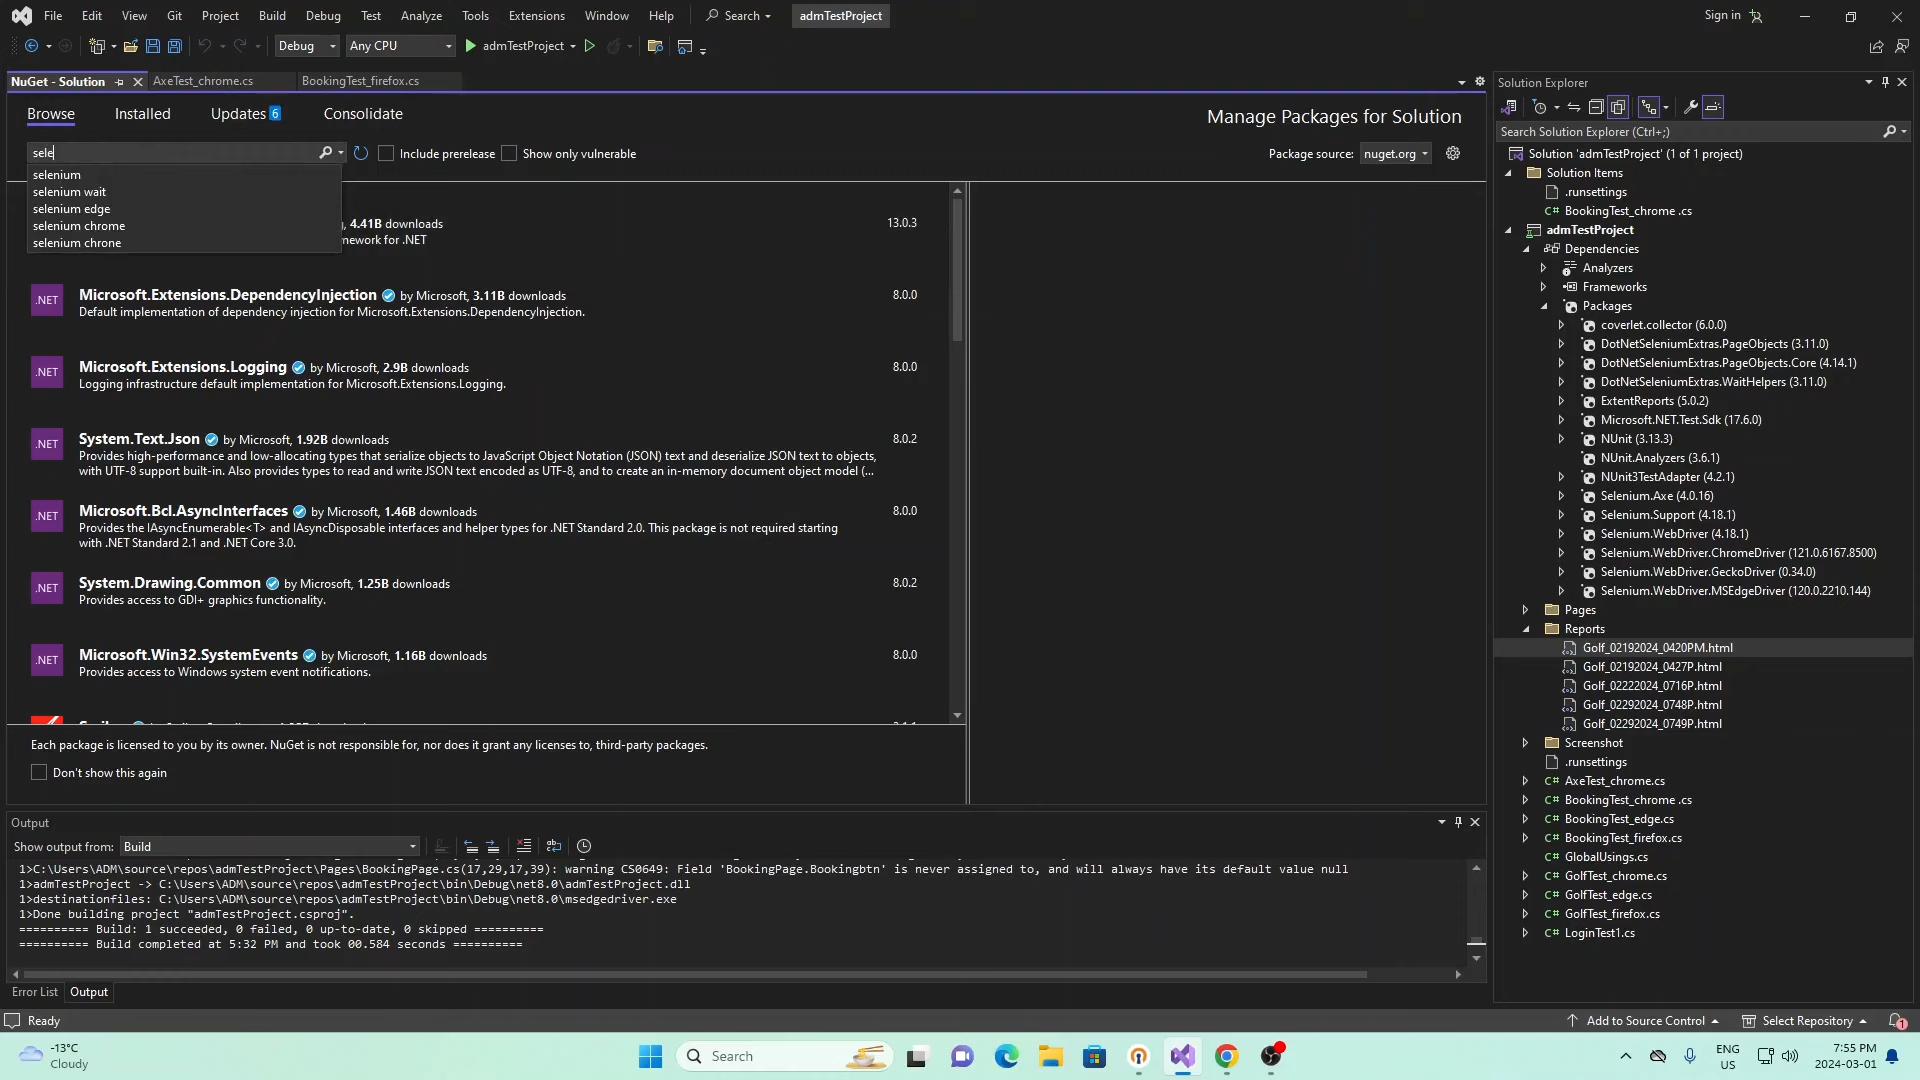 File Edit View Git Project Build Debug Test Analyze Tools Extensions Window Help Search admTestProject Sign in
Debug Any CPU admTestProject
NuGet - Solution AxeTest_chrome.cs BookingTest_firefox.cs
Browse Installed Updates 6 Consolidate
Manage Packages for Solution
sele
Include prerelease Show only vulnerable Package source: nuget.org
selenium
selenium wait
selenium edge
selenium chrome
selenium chrone
4.41B downloads 13.0.3
mework for .NET
.NET Microsoft.Extensions.DependencyInjection by Microsoft, 3.11B downloads 8.0.0
Default implementation of dependency injection for Microsoft.Extensions.DependencyInjection.
.NET Microsoft.Extensions.Logging by Microsoft, 2.9B downloads 8.0.0
Logging infrastructure default implementation for Microsoft.Extensions.Logging.
.NET System.Text.Json by Microsoft, 1.92B downloads 8.0.2
Provides high-performance and low-allocating types that serialize objects to JavaScript Object Notation (JSON) text and deserialize JSON text to objects,
with UTF-8 support built-in. Also provides types to read and write JSON text encoded as UTF-8, and to create an in-memory document object model (...
.NET Microsoft.Bcl.AsyncInterfaces by Microsoft, 1.46B downloads 8.0.0
Provides the IAsyncEnumerable<T> and IAsyncDisposable interfaces and helper types for .NET Standard 2.0. This package is not required starting
with .NET Standard 2.1 and .NET Core 3.0.
.NET System.Drawing.Common by Microsoft, 1.25B downloads 8.0.2
Provides access to GDI+ graphics functionality.
.NET Microsoft.Win32.SystemEvents by Microsoft, 1.16B downloads 8.0.0
Provides access to Windows system event notifications.
Each package is licensed to you by its owner. NuGet is not responsible for, nor does it grant any licenses to, third-party packages.
Don't show this again
Output
Show output from: Build
1>C:\Users\ADM\source\repos\admTestProject\Pages\BookingPage.cs(17,29,17,39): warning CS0649: Field 'BookingPage.Bookingbtn' is never assigned to, and will always have its default value null
1>admTestProject -> C:\Users\ADM\source\repos\admTestProject\bin\Debug\net8.0\admTestProject.dll
1>destinationfiles: C:\Users\ADM\source\repos\admTestProject\bin\Debug\net8.0\msedgedriver.exe
1>Done building project "admTestProject.csproj".
========== Build: 1 succeeded, 0 failed, 0 up-to-date, 0 skipped ==========
========== Build completed at 5:32 PM and took 00.584 seconds ==========
Error List Output
Solution Explorer
Search Solution Explorer (Ctrl+;)
Solution 'admTestProject' (1 of 1 project)
Solution Items
.runsettings
C# BookingTest_chrome .cs
admTestProject
Dependencies
Analyzers
Frameworks
Packages
coverlet.collector (6.0.0)
DotNetSeleniumExtras.PageObjects (3.11.0)
DotNetSeleniumExtras.PageObjects.Core (4.14.1)
DotNetSeleniumExtras.WaitHelpers (3.11.0)
ExtentReports (5.0.2)
Microsoft.NET.Test.Sdk (17.6.0)
NUnit (3.13.3)
NUnit.Analyzers (3.6.1)
NUnit3TestAdapter (4.2.1)
Selenium.Axe (4.0.16)
Selenium.Support (4.18.1)
Selenium.WebDriver (4.18.1)
Selenium.WebDriver.ChromeDriver (121.0.6167.8500)
Selenium.WebDriver.GeckoDriver (0.34.0)
Selenium.WebDriver.MSEdgeDriver (120.0.2210.144)
Pages
Reports
Golf_02192024_0420PM.html
Golf_02192024_0427P.html
Golf_02222024_0716P.html
Golf_02292024_0748P.html
Golf_02292024_0749P.html
Screenshot
.runsettings
C# AxeTest_chrome.cs
C# BookingTest_chrome .cs
C# BookingTest_edge.cs
C# BookingTest_firefox.cs
C# GlobalUsings.cs
C# GolfTest_chrome.cs
C# GolfTest_edge.cs
C# GolfTest_firefox.cs
C# LoginTest1.cs
Ready Add to Source Control Select Repository 1
-13°C
Cloudy
Search
ENG
US
7:55 PM
2024-03-01